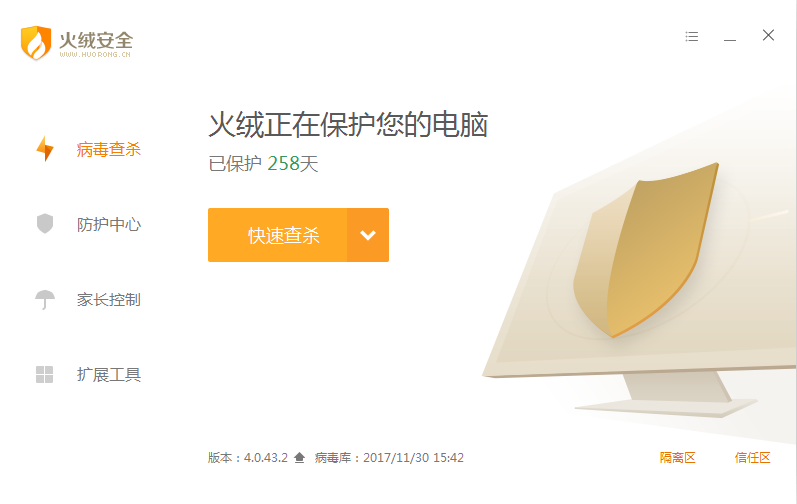 火绒安全
WWW.HUORONG.CN
病毒查杀
防护中心
家长控制
扩展工具
火绒正在保护您的电脑
已保护 258天
快速查杀
版本：4.0.43.2 病毒库：2017/11/30 15:42
隔离区 信任区